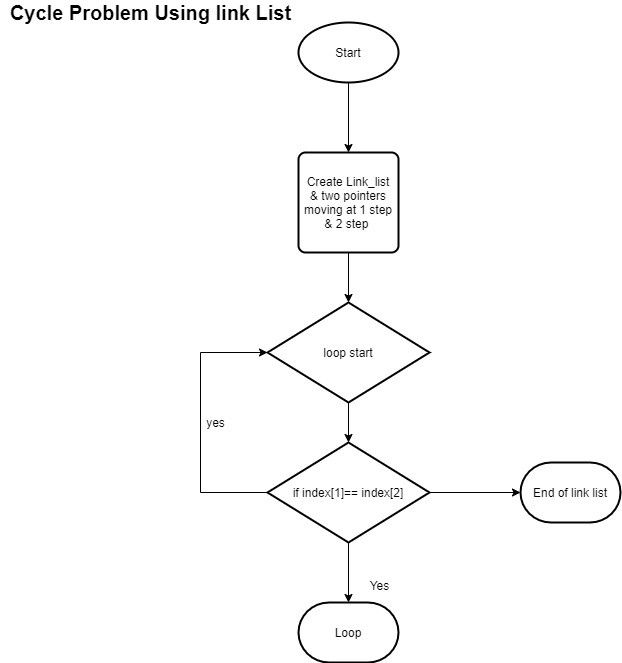 Cycle Problem Using link List
Start
Create Link_list
& two pointers
moving at 1 step
& 2 step
loop start
yes
if index[1]== index[2]
End of link list
Yes
Loop